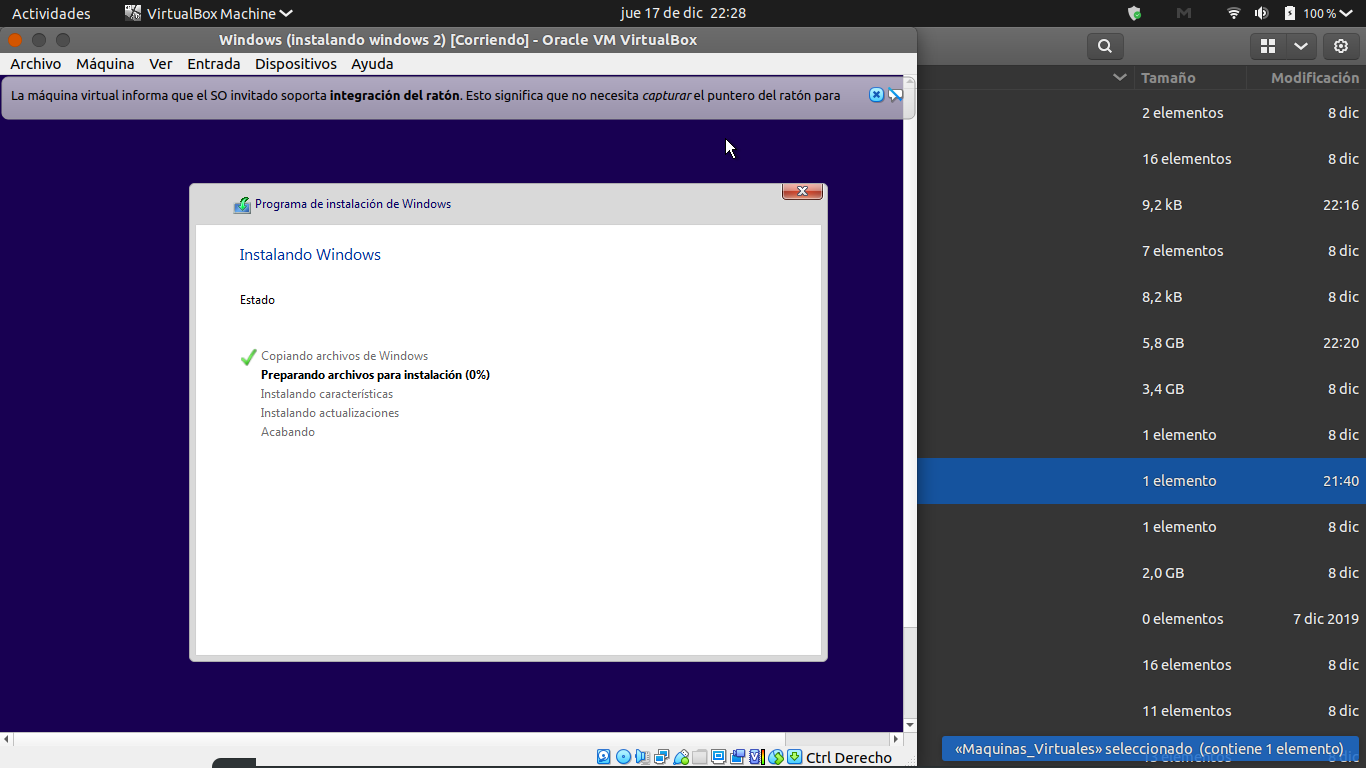 Actividades VirtualBox Machine jue 17 de dic 22:28 100 %
Windows (instalando windows 2) [Corriendo] - Oracle VM VirtualBox
Archivo Máquina Ver Entrada Dispositivos Ayuda
La máquina virtual informa que el SO invitado soporta integración del ratón. Esto significa que no necesita capturar el puntero del ratón para
Programa de instalación de Windows
Instalando Windows
Estado
Copiando archivos de Windows
Preparando archivos para instalación (0%)
Instalando características
Instalando actualizaciones
Acabando
Ctrl Derecho
Tamaño Modificación
2 elementos 8 dic
16 elementos 8 dic
9,2 kB 22:16
7 elementos 8 dic
8,2 kB 8 dic
5,8 GB 22:20
3,4 GB 8 dic
1 elemento 8 dic
1 elemento 21:40
1 elemento 8 dic
2,0 GB 8 dic
0 elementos 7 dic 2019
16 elementos 8 dic
11 elementos 8 dic
«Maquinas_Virtuales» seleccionado (contiene 1 elemento)